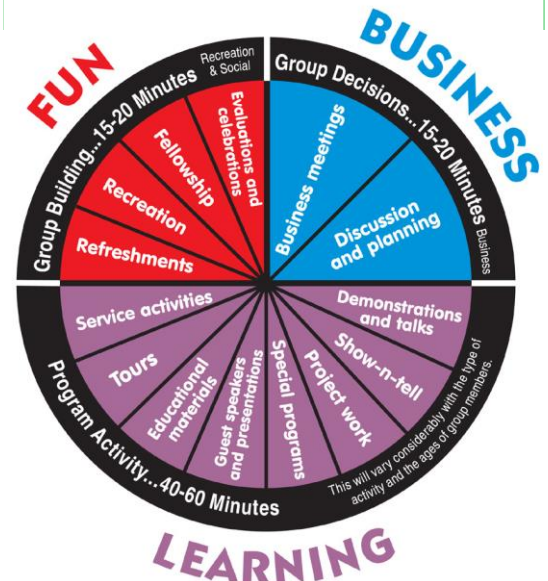 FUN
BUSINESS
Group Building...15-20 Minutes
Recreation
& Social
Group Decisions...15-20 Minutes
Business
Refreshments
Recreation
Fellowship
Evaluations and
celebrations
Business meetings
Discussion
and planning
Service activities
Tours
Educational
materials
Guest speakers
and presentations
Special programs
Project work
Show-n-tell
Demonstrations
and talks
Program Activity...40-60 Minutes
This will vary considerably with the type of
activity and the ages of group members.
LEARNING